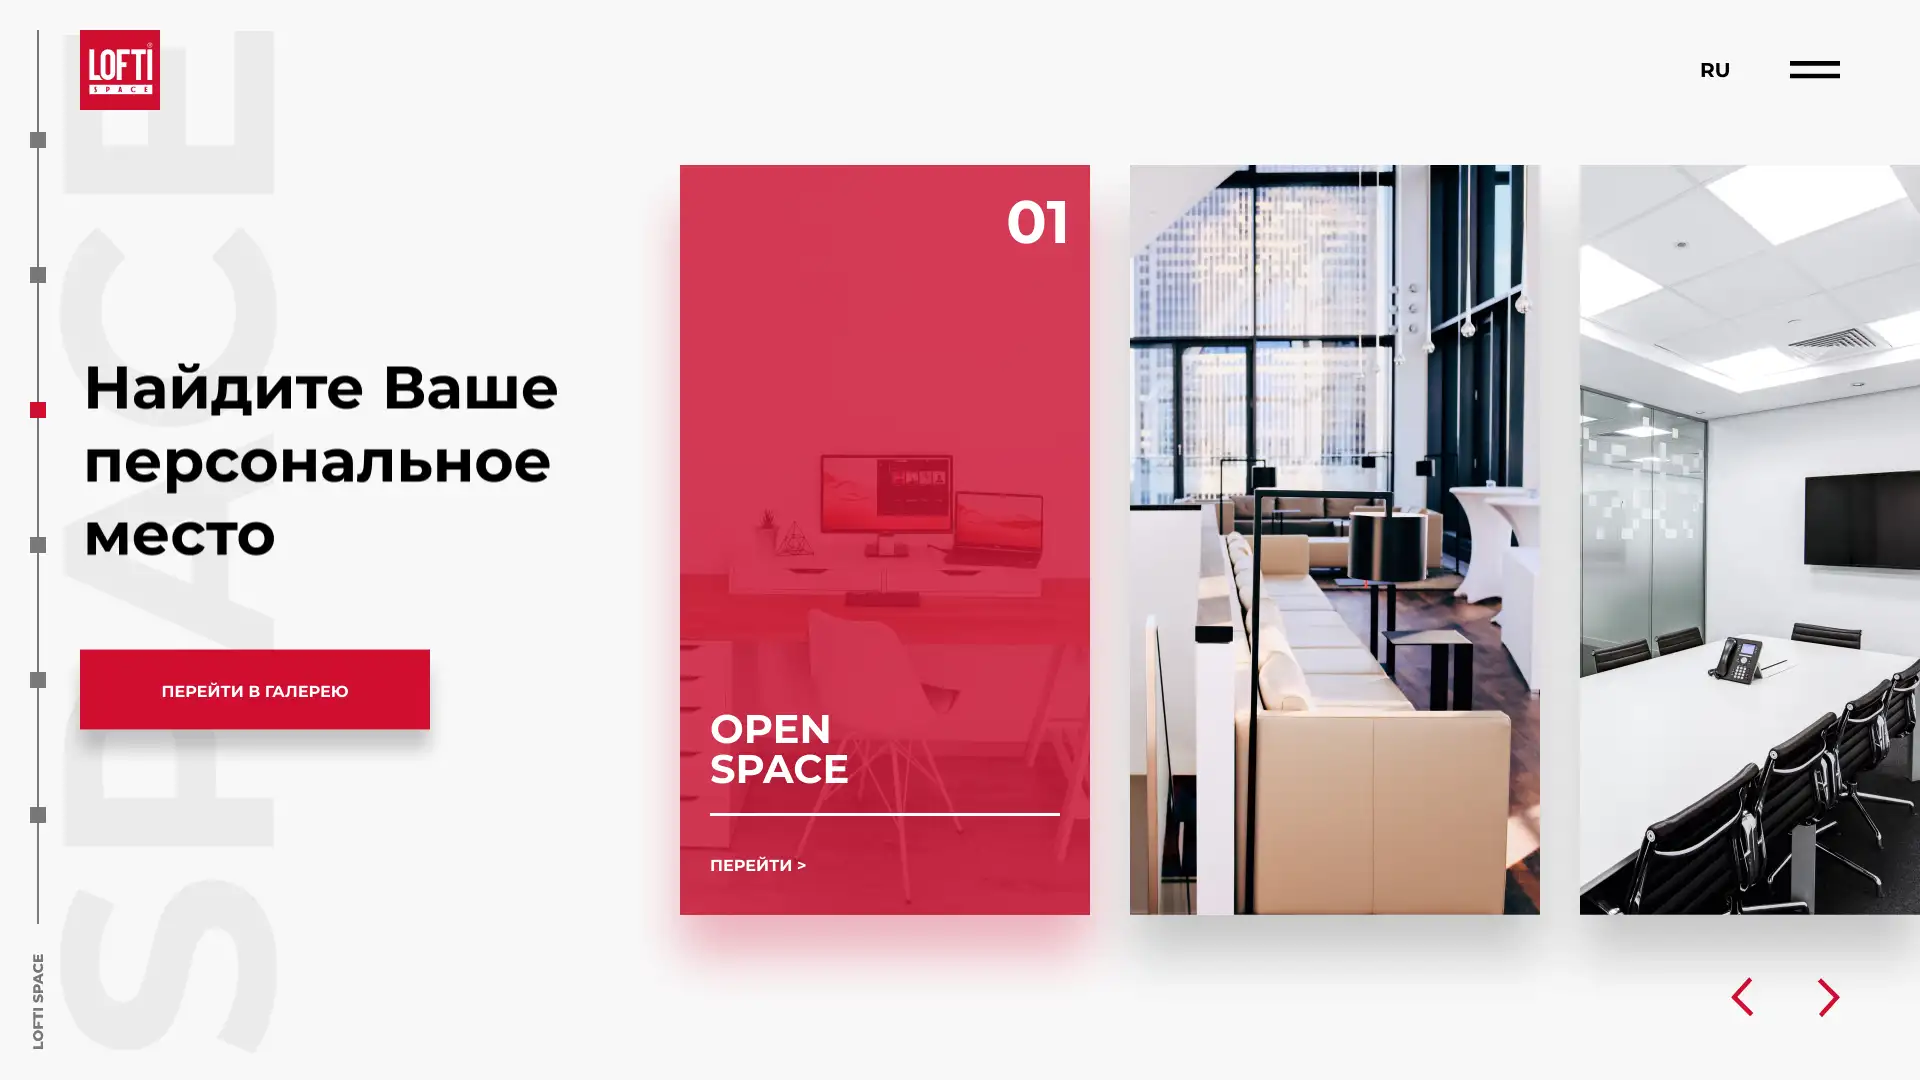 LOFTI®
SPACE
RU
SPACE
Найдите Ваше
персональное
место
ПЕРЕЙТИ В ГАЛЕРЕЮ
01
OPEN
SPACE
ПЕРЕЙТИ >
LOFTI SPACE